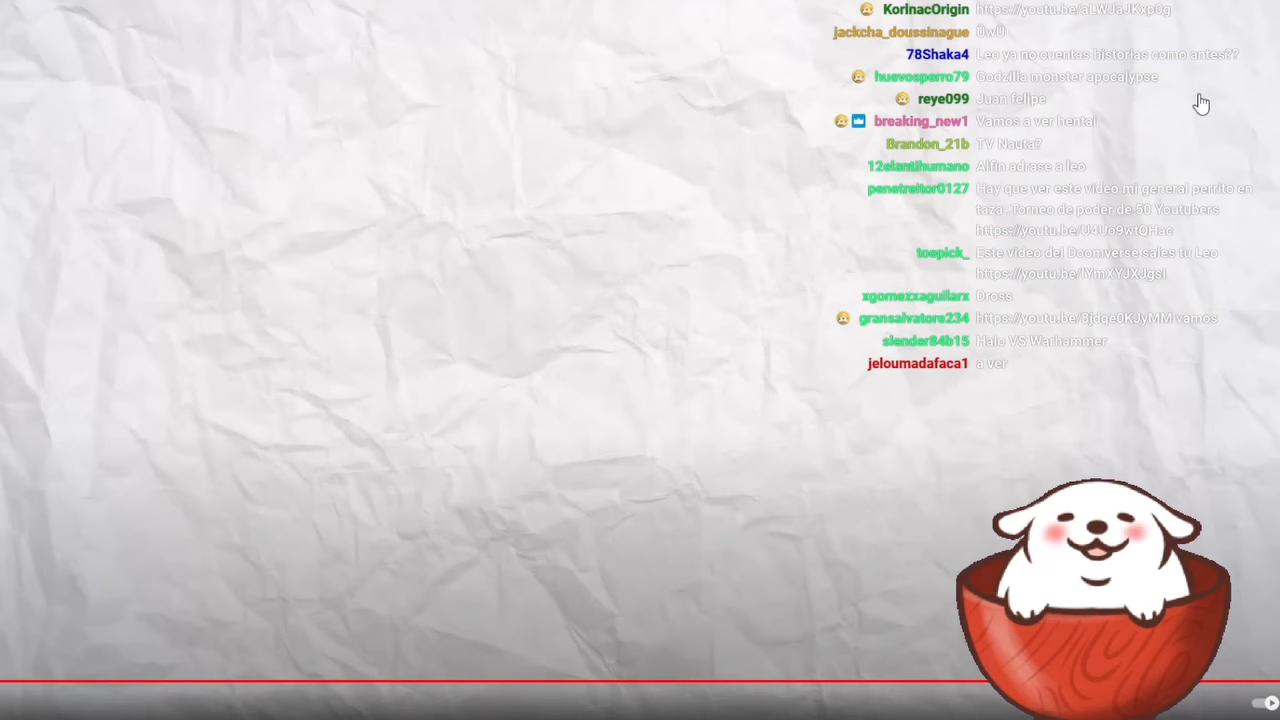 KorlnacOrigin https://youtu.be/aLWJaJKxpOg
jackcha_doussinague ÜwÜ
78Shaka4 Leo ya no cuentas historias como antes??
huevosperro79 Godzilla monster apocalypse
reye099 Juan felipe
breaking_new1 Vamos a ver hentai
Brandon_21b TV Nauta?
12elantihumano Alfin adrase a leo
penetreitor0127 Hay que ver este vídeo mi general perrito en
taza .Torneo de poder de 50 Youtubers
https://youtu.be/U4Uo9wtQHac
toepick_ Este video del Doomverse sales tu Leo
https://youtu.be/IYmXYJXJgsI
xgomezxaguilarx Dross
gransalvatore234 https://youtu.be/8jdqe0KJyMM vamos
slender84b15 Halo VS Warhammer
jeloumadafaca1 a ver